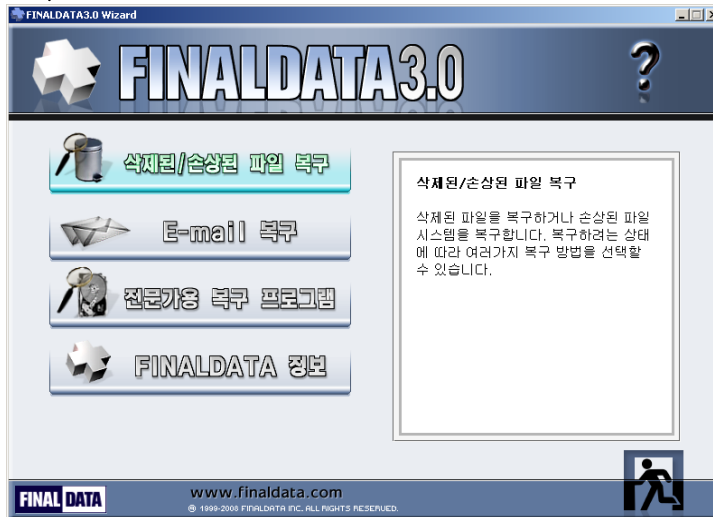 FINALDATA3.0 Wizard
FINALDATA3.0
?
삭제된/손상된 파일 복구
E-mail 복구
전문가용 복구 프로그램
FINALDATA 정보
삭제된/손상된 파일 복구
삭제된 파일을 복구하거나 손상된 파일
시스템을 복구합니다. 복구하려는 상태
에 따라 여러가지 복구 방법을 선택할
수 있습니다.
FINAL DATA
www.finaldata.com
© 1999-2008 FINALDATA INC. ALL RIGHTS RESERVED.